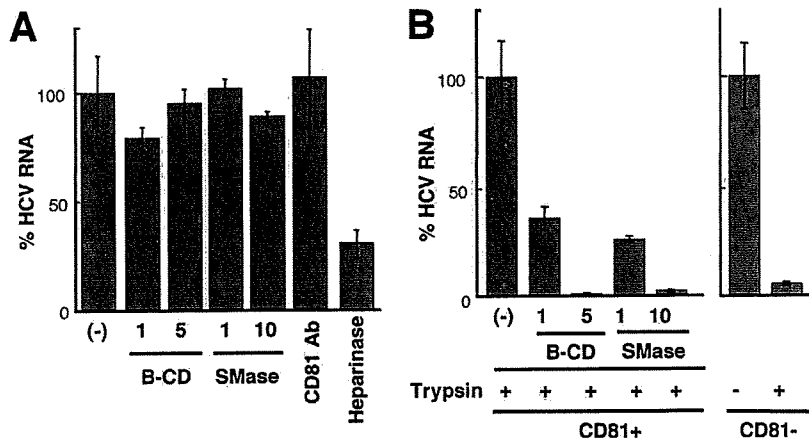 A
% HCV RNA
100
50
0
(-) 1 5 1 10 CD81 Ab Heparinase
B-CD SMase
B
% HCV RNA
100
50
0
(-) 1 5 1 10
B-CD SMase
Trypsin + + + + + - +
CD81+ CD81-